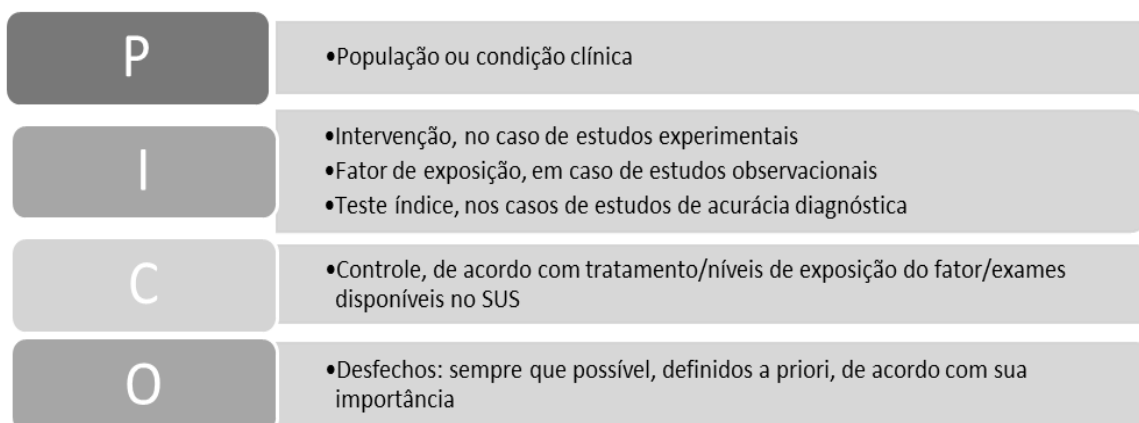 P
•População ou condição clínica
I
•Intervenção, no caso de estudos experimentais
•Fator de exposição, em caso de estudos observacionais
•Teste índice, nos casos de estudos de acurácia diagnóstica
C
•Controle, de acordo com tratamento/níveis de exposição do fator/exames
disponíveis no SUS
O
•Desfechos: sempre que possível, definidos a priori, de acordo com sua
importância